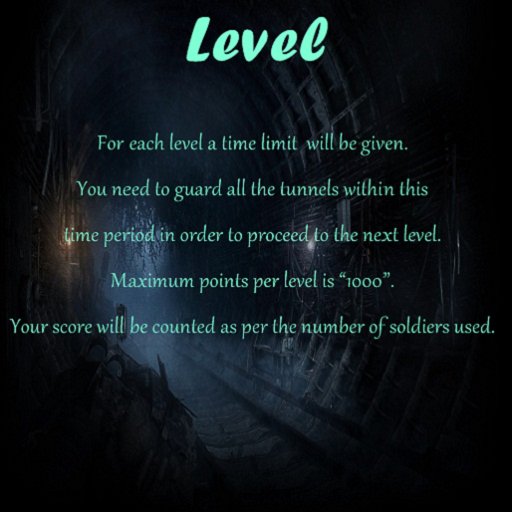 Level
For each level a time limit will be given.
You need to guard all the tunnels within this
time period in order to proceed to the next level.
Maximum points per level is “1000”.
Your score will be counted as per the number of soldiers used.